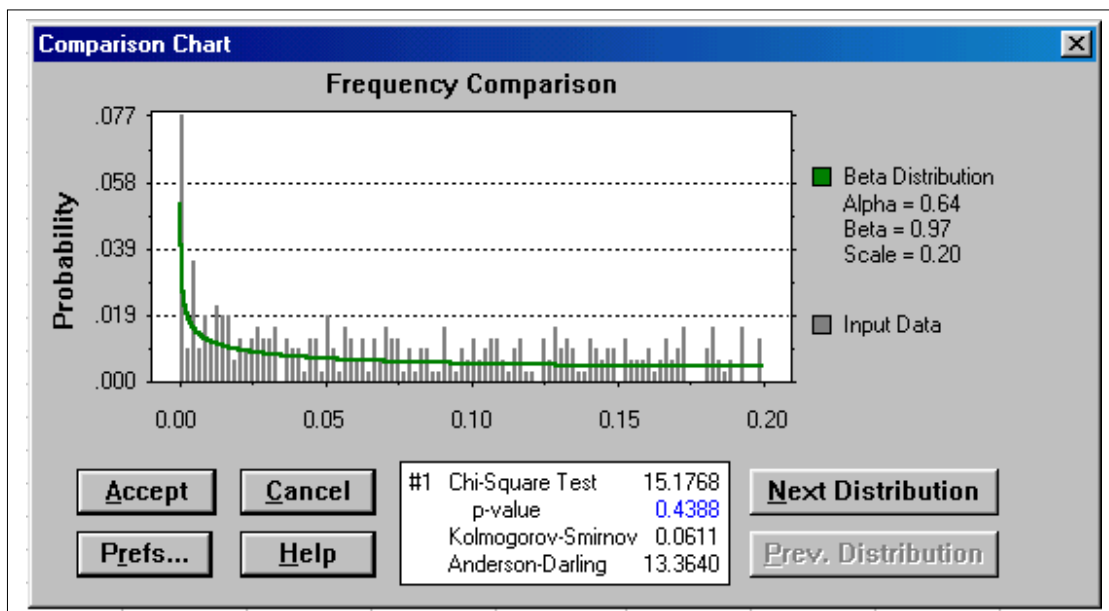 Comparison Chart
Frequency Comparison
.077
.058
.039
.019
.000
Probability
0.00 0.05 0.10 0.15 0.20
Beta Distribution
Alpha = 0.64
Beta = 0.97
Scale = 0.20
Input Data
Accept
Cancel
Prefs...
Help
#1 Chi-Square Test 15.1768
p-value 0.4388
Kolmogorov-Smirnov 0.0611
Anderson-Darling 13.3640
Next Distribution
Prev. Distribution